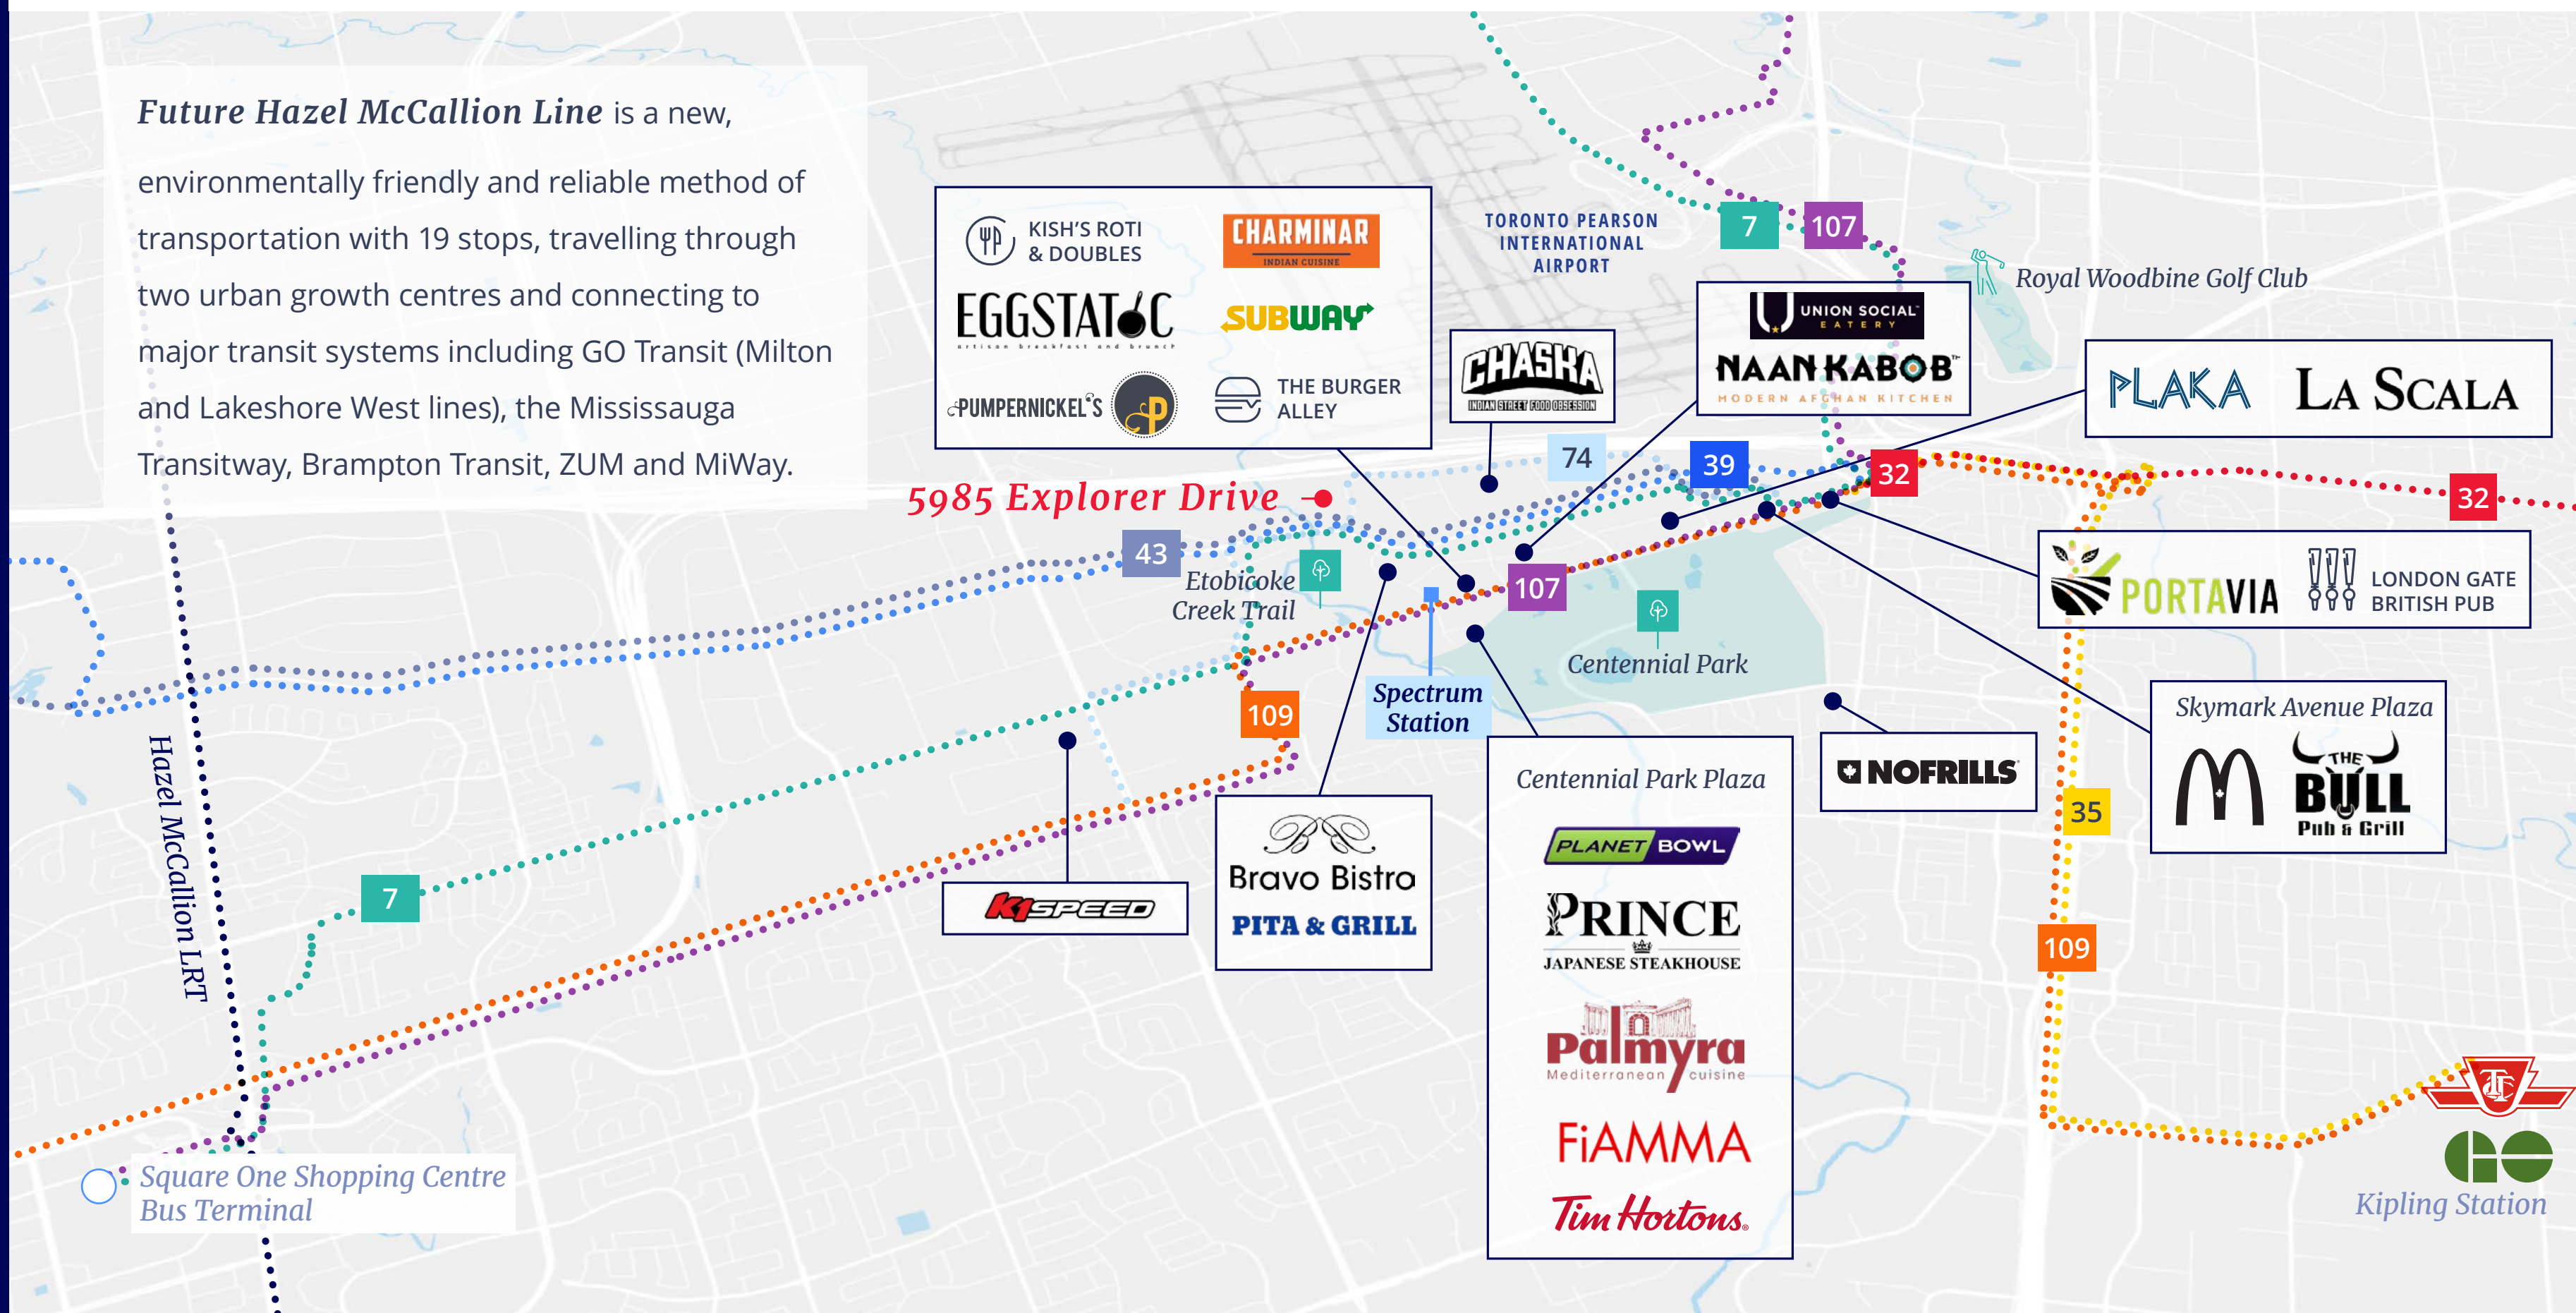 Future Hazel McCallion Line is a new,
environmentally friendly and reliable method of
transportation with 19 stops, travelling through
two urban growth centres and connecting to
major transit systems including GO Transit (Milton
and Lakeshore West lines), the Mississauga
Transitway, Brampton Transit, ZUM and MiWay.
KISH'S ROTI
& DOUBLES
CHARMINAR
INDIAN CUISINE
EGGSTATIC
artisan breakfast and brunch
SUBWAY
PUMPERNICKEL'S
P
THE BURGER
ALLEY
TORONTO PEARSON
INTERNATIONAL
AIRPORT
7
107
Royal Woodbine Golf Club
CHASKA
INDIAN STREET FOOD OBSESSION
UNION SOCIAL
EATERY
NAAN KABOB™
MODERN AFGHAN KITCHEN
PLAKA
LA SCALA
74
39
32
32
5985 Explorer Drive
43
Etobicoke
Creek Trail
107
PORTAVIA
LONDON GATE
BRITISH PUB
Centennial Park
Spectrum
Station
109
Skymark Avenue Plaza
THE
BULL
Pub & Grill
NOFRILLS
35
Hazel McCallion LRT
7
K1 SPEED
Bravo Bistro
PITA & GRILL
Centennial Park Plaza
PLANET BOWL
PRINCE
JAPANESE STEAKHOUSE
Palmyra
Mediterranean cuisine
FiAMMA
Tim Hortons®
109
Square One Shopping Centre
Bus Terminal
TTC
GO
Kipling Station